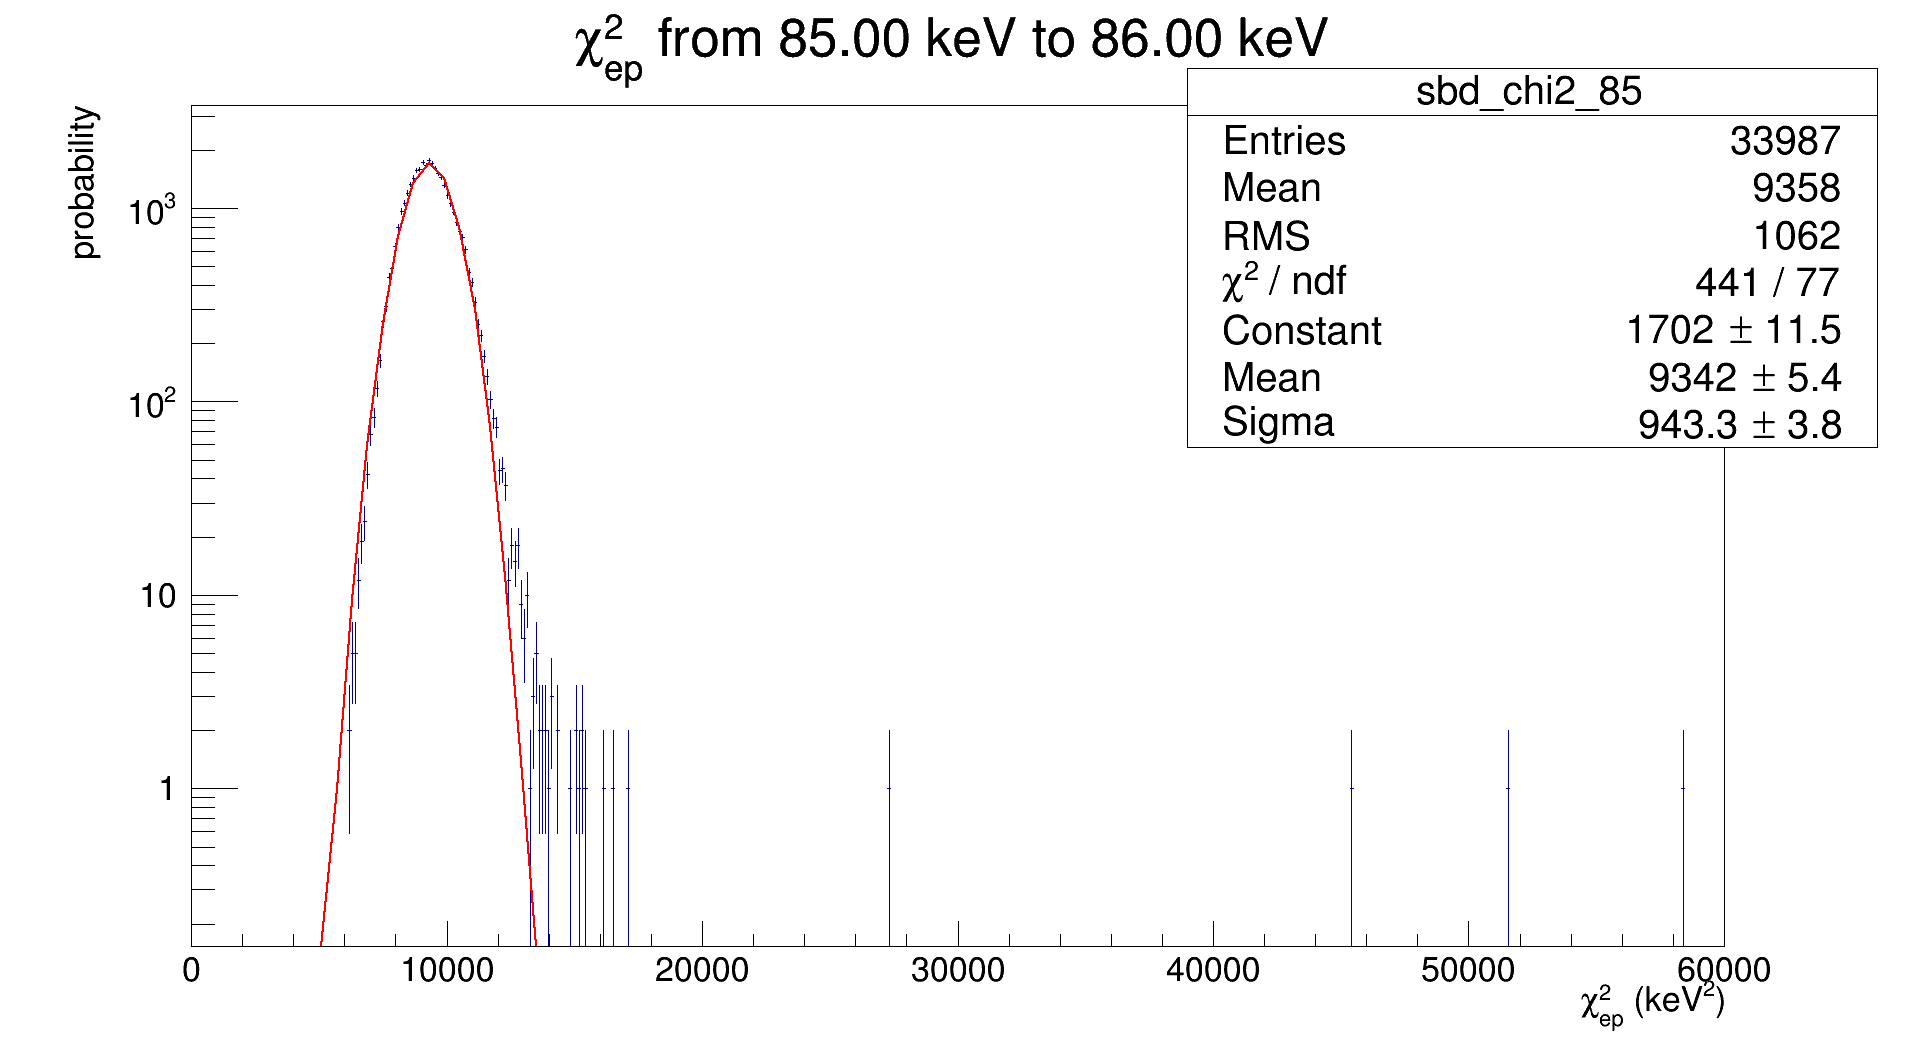 χ²ep from 85.00 keV to 86.00 keV
sbd_chi2_85
Entries 33987
Mean 9358
RMS 1062
χ² / ndf 441 / 77
Constant 1702 ± 11.5
Mean 9342 ± 5.4
Sigma 943.3 ± 3.8
probability
10³
10²
10
1
0 10000 20000 30000 40000 50000 60000
χ²ep (keV²)